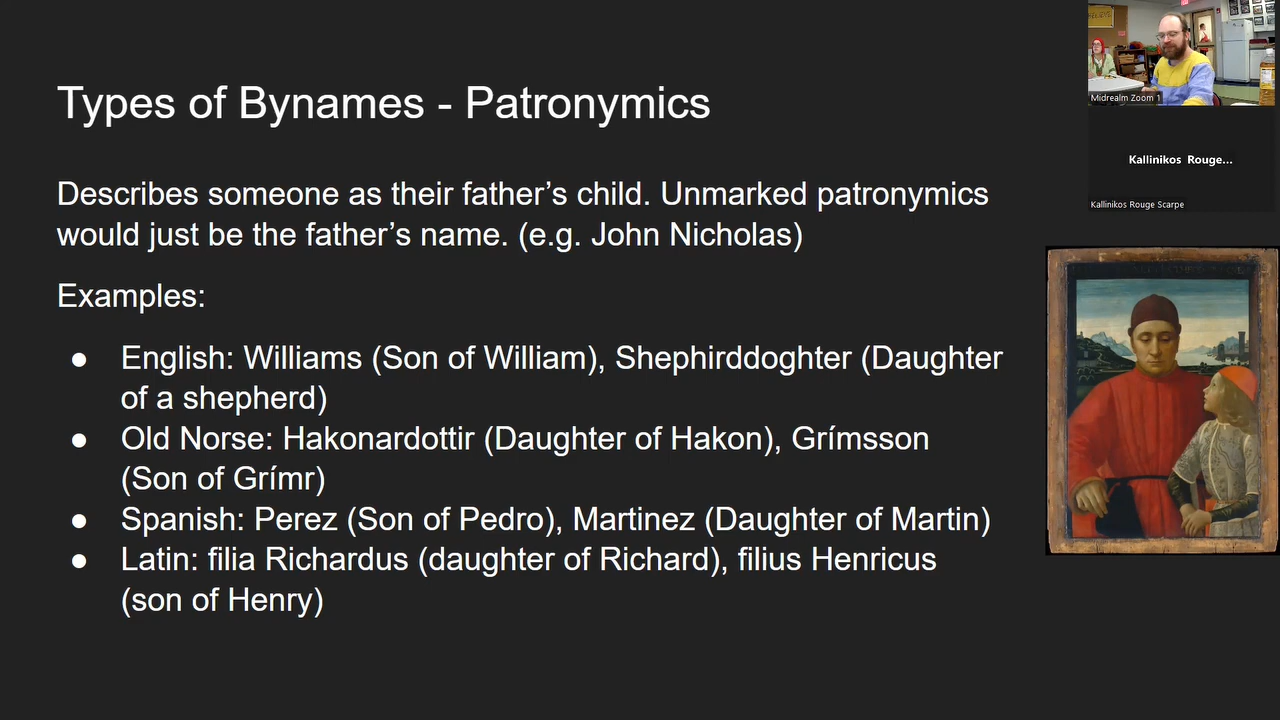 Types of Bynames - Patronymics
Describes someone as their father’s child. Unmarked patronymics
would just be the father’s name. (e.g. John Nicholas)
Examples:
● English: Williams (Son of William), Shephirddoghter (Daughter
of a shepherd)
● Old Norse: Hakonardottir (Daughter of Hakon), Grímsson
(Son of Grímr)
● Spanish: Perez (Son of Pedro), Martinez (Daughter of Martin)
● Latin: filia Richardus (daughter of Richard), filius Henricus
(son of Henry)
Midrealm Zoom 1
Kallinikos Rouge...
Kallinikos Rouge Scarpe